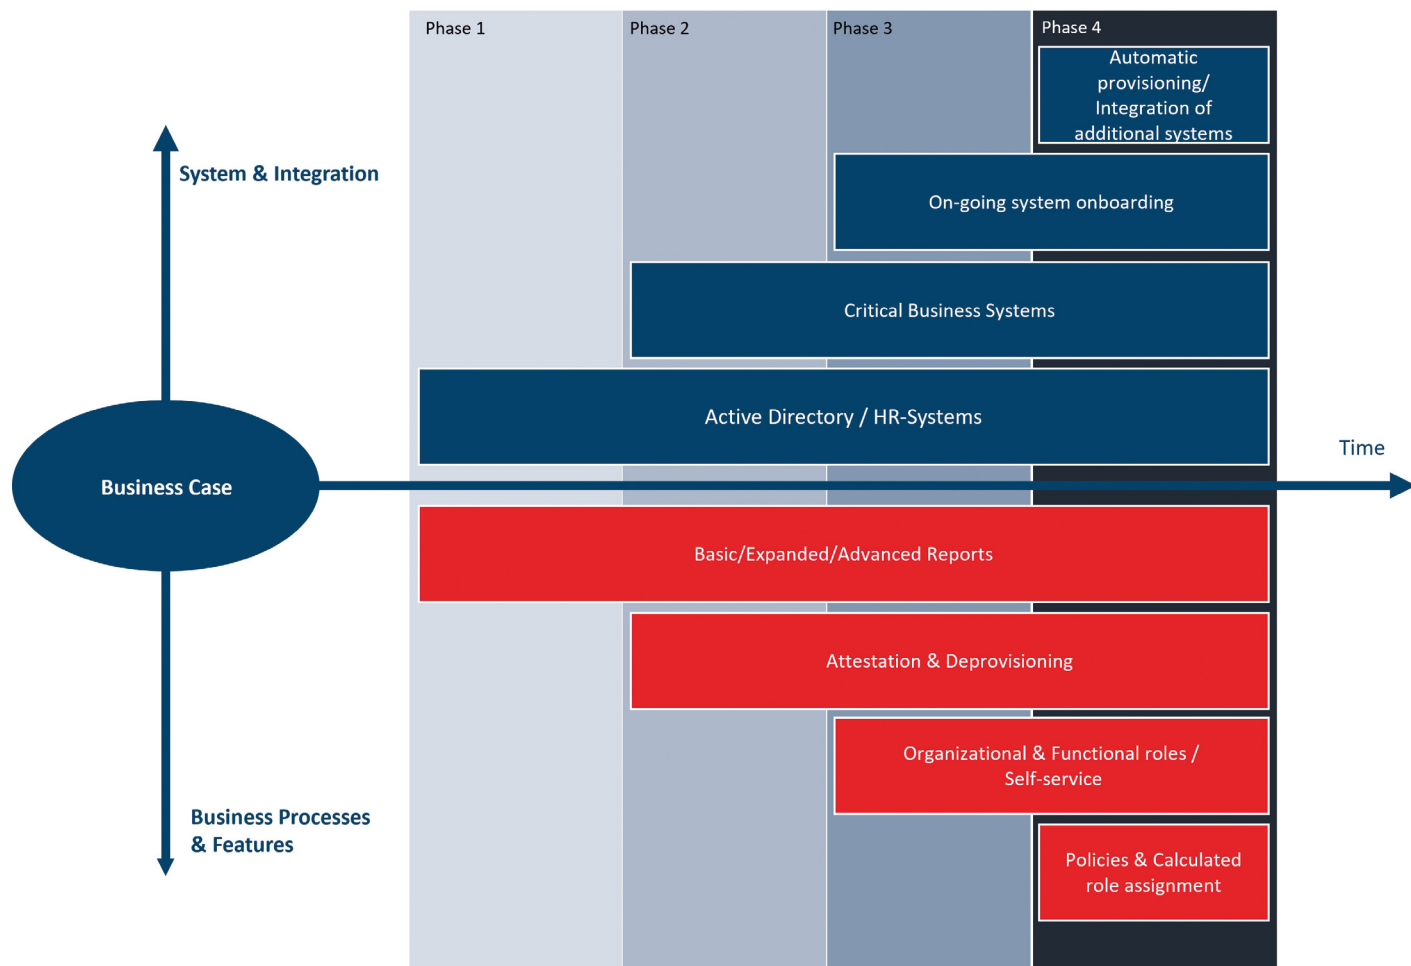 Phase 1
Phase 2
Phase 3
Phase 4
Automatic
provisioning/
Integration of
additional systems
System & Integration
On-going system onboarding
Critical Business Systems
Active Directory / HR-Systems
Time
Business Case
Basic/Expanded/Advanced Reports
Attestation & Deprovisioning
Organizational & Functional roles /
Self-service
Business Processes
& Features
Policies & Calculated
role assignment